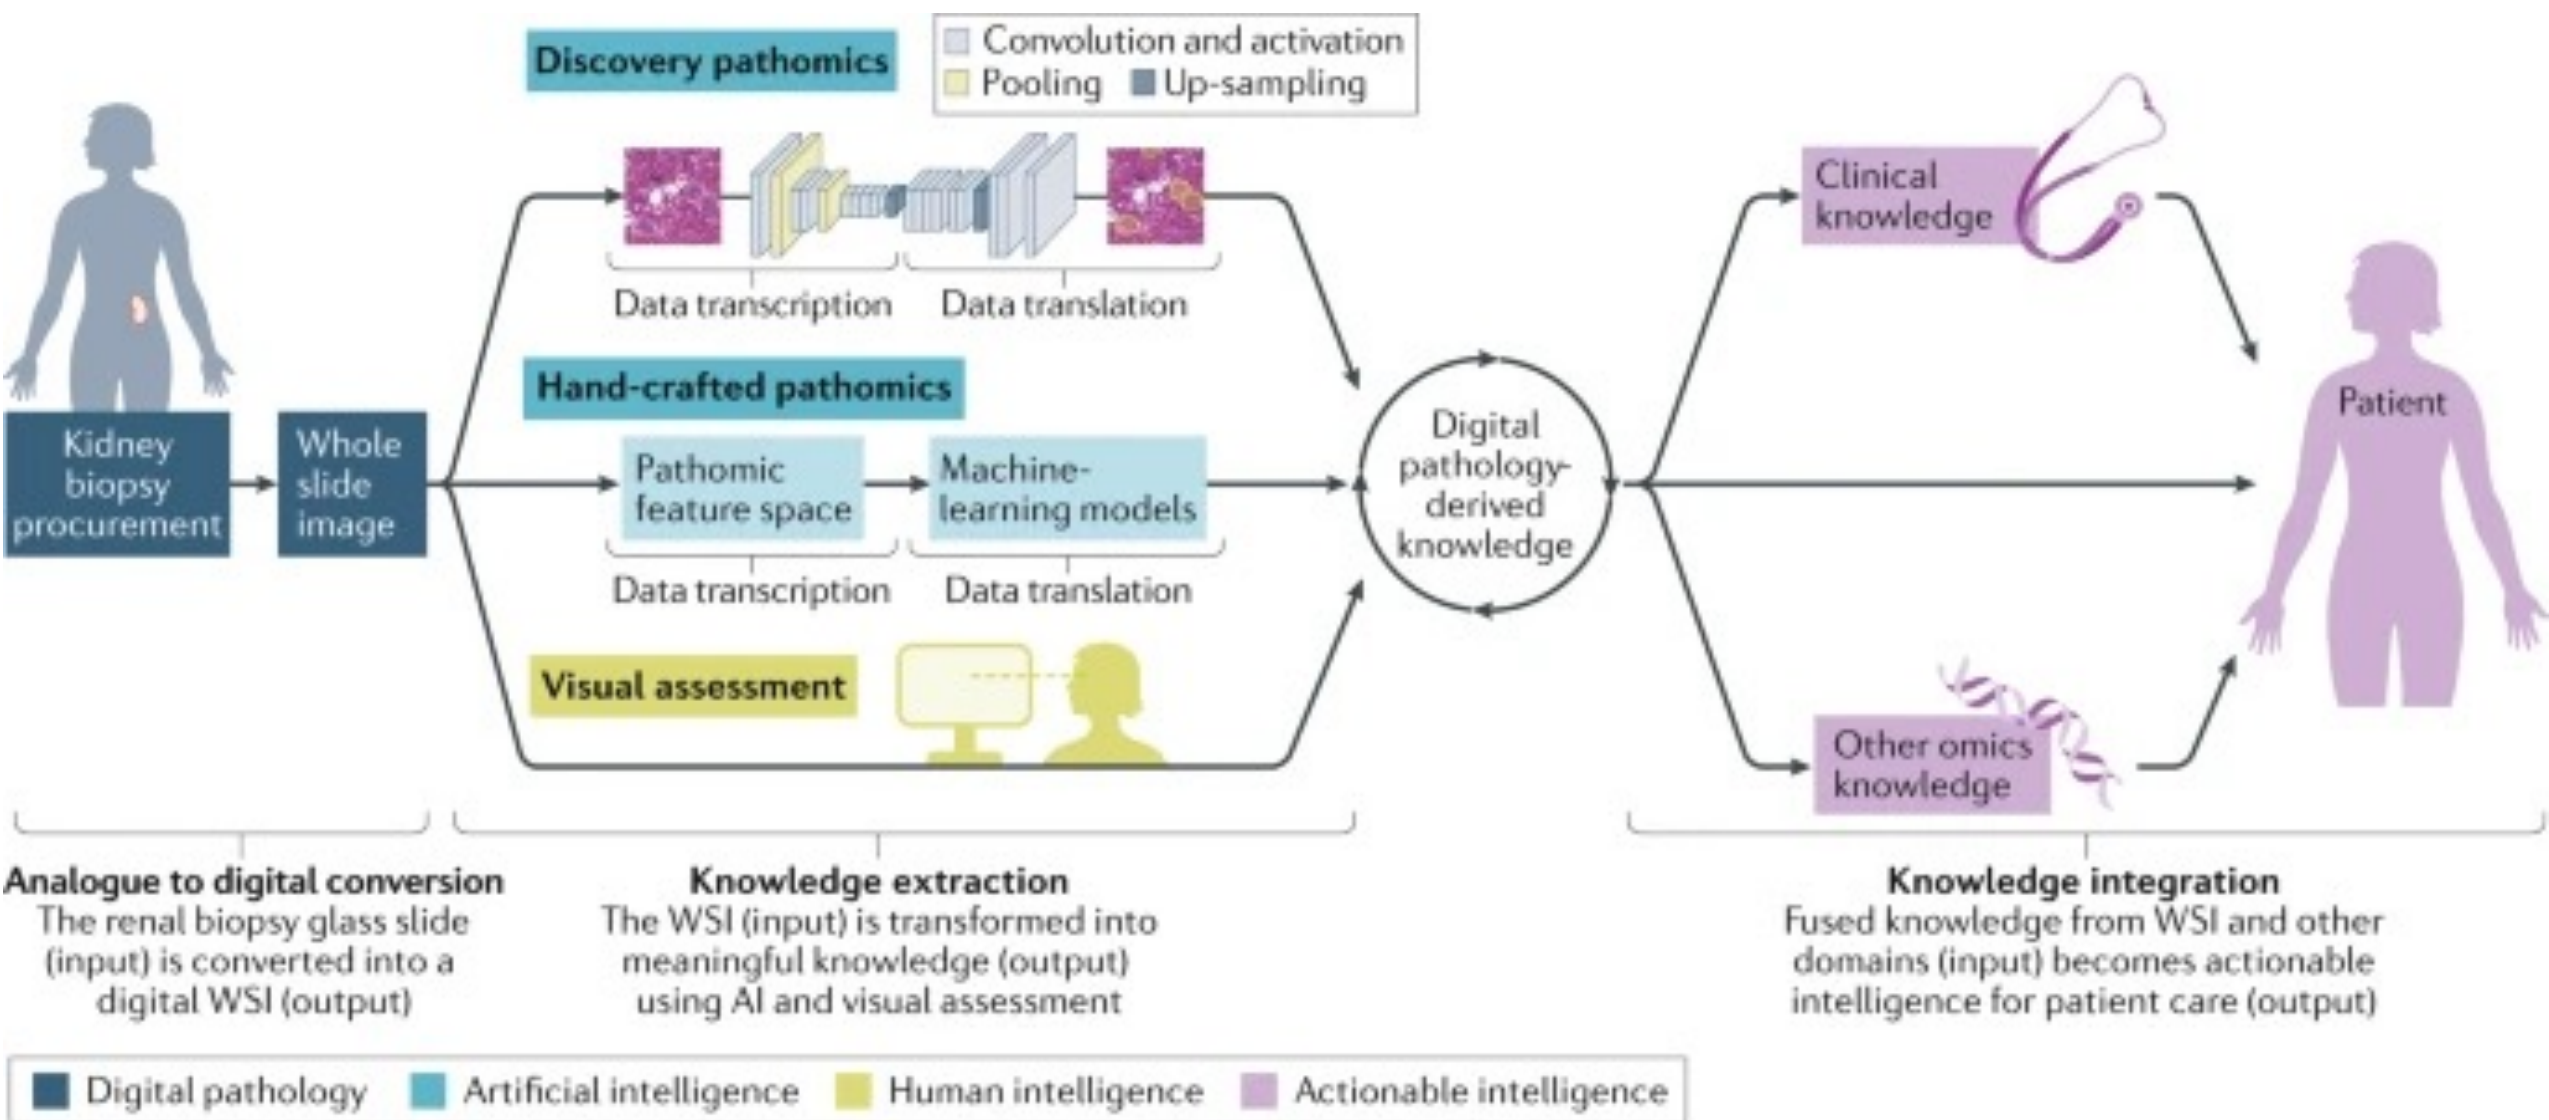 Discovery pathomics
Convolution and activation
Pooling
Up-sampling
Data transcription
Data translation
Hand-crafted pathomics
Kidney
biopsy
procurement
Whole
slide
image
Pathomic
feature space
Machine-
learning models
Data transcription
Data translation
Visual assessment
Digital
pathology-
derived
knowledge
Clinical
knowledge
Patient
Other omics
knowledge
Analogue to digital conversion
The renal biopsy glass slide
(input) is converted into a
digital WSI (output)
Knowledge extraction
The WSI (input) is transformed into
meaningful knowledge (output)
using AI and visual assessment
Knowledge integration
Fused knowledge from WSI and other
domains (input) becomes actionable
intelligence for patient care (output)
Digital pathology
Artificial intelligence
Human intelligence
Actionable intelligence